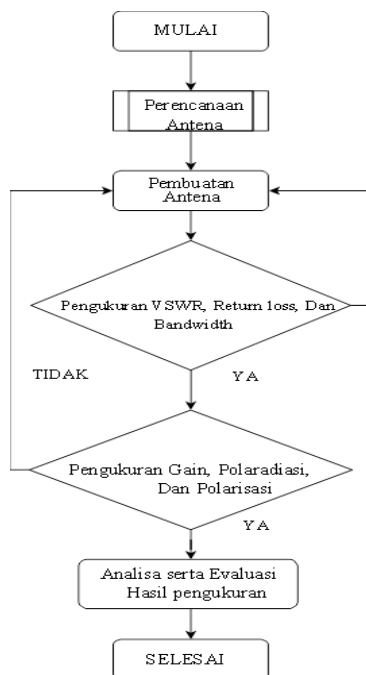 MULAI
Perencanaan
Antena
Pembuatan
Antena
Pengukuran VSWR, Return loss, Dan
Bandwidth
TIDAK
YA
Pengukuran Gain, Polaradiasi,
Dan Polarisasi
YA
Analisa serta Evaluasi
Hasil pengukuran
SELESAI